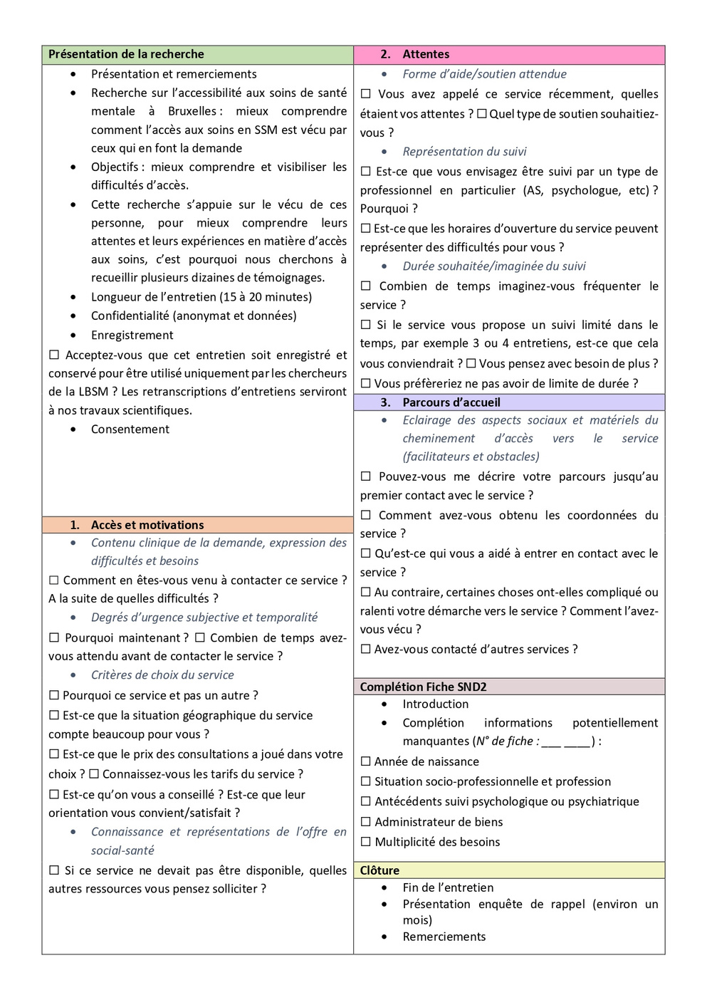 Présentation de la recherche
• Présentation et remerciements
• Recherche sur l’accessibilité aux soins de santé
mentale à Bruxelles : mieux comprendre
comment l’accès aux soins en SSM est vécu par
ceux qui en font la demande
• Objectifs : mieux comprendre et visibiliser les
difficultés d’accès.
• Cette recherche s’appuie sur le vécu de ces
personne, pour mieux comprendre leurs
attentes et leurs expériences en matière d’accès
aux soins, c’est pourquoi nous cherchons à
recueillir plusieurs dizaines de témoignages.
• Longueur de l’entretien (15 à 20 minutes)
• Confidentialité (anonymat et données)
• Enregistrement
☐ Acceptez-vous que cet entretien soit enregistré et
conservé pour être utilisé uniquement par les chercheurs
de la LBSM ? Les retranscriptions d’entretiens serviront
à nos travaux scientifiques.
• Consentement
1. Accès et motivations
• Contenu clinique de la demande, expression des
difficultés et besoins
☐ Comment en êtes-vous venu à contacter ce service ?
A la suite de quelles difficultés ?
• Degrés d’urgence subjective et temporalité
☐ Pourquoi maintenant ? ☐ Combien de temps avez-
vous attendu avant de contacter le service ?
• Critères de choix du service
☐ Pourquoi ce service et pas un autre ?
☐ Est-ce que la situation géographique du service
compte beaucoup pour vous ?
☐ Est-ce que le prix des consultations a joué dans votre
choix ? ☐ Connaissez-vous les tarifs du service ?
☐ Est-ce qu’on vous a conseillé ? Est-ce que leur
orientation vous convient/satisfait ?
• Connaissance et représentations de l’offre en
social-santé
☐ Si ce service ne devait pas être disponible, quelles
autres ressources vous pensez solliciter ?
2. Attentes
• Forme d’aide/soutien attendue
☐ Vous avez appelé ce service récemment, quelles
étaient vos attentes ? ☐ Quel type de soutien souhaitiez-
vous ?
• Représentation du suivi
☐ Est-ce que vous envisagez être suivi par un type de
professionnel en particulier (AS, psychologue, etc) ?
Pourquoi ?
☐ Est-ce que les horaires d’ouverture du service peuvent
représenter des difficultés pour vous ?
• Durée souhaitée/imaginée du suivi
☐ Combien de temps imaginez-vous fréquenter le
service ?
☐ Si le service vous propose un suivi limité dans le
temps, par exemple 3 ou 4 entretiens, est-ce que cela
vous conviendrait ? ☐ Vous pensez avec besoin de plus ?
☐ Vous préfèreriez ne pas avoir de limite de durée ?
3. Parcours d’accueil
• Eclairage des aspects sociaux et matériels du
cheminement d’accès vers le service
(facilitateurs et obstacles)
☐ Pouvez-vous me décrire votre parcours jusqu’au
premier contact avec le service ?
☐ Comment avez-vous obtenu les coordonnées du
service ?
☐ Qu’est-ce qui vous a aidé à entrer en contact avec le
service ?
☐ Au contraire, certaines choses ont-elles compliqué ou
ralenti votre démarche vers le service ? Comment l’avez-
vous vécu ?
☐ Avez-vous contacté d’autres services ?
Complétion Fiche SND2
• Introduction
• Complétion informations potentiellement
manquantes (N° de fiche : ___ ____) :
☐ Année de naissance
☐ Situation socio-professionnelle et profession
☐ Antécédents suivi psychologique ou psychiatrique
☐ Administrateur de biens
☐ Multiplicité des besoins
Clôture
• Fin de l’entretien
• Présentation enquête de rappel (environ un
mois)
• Remerciements